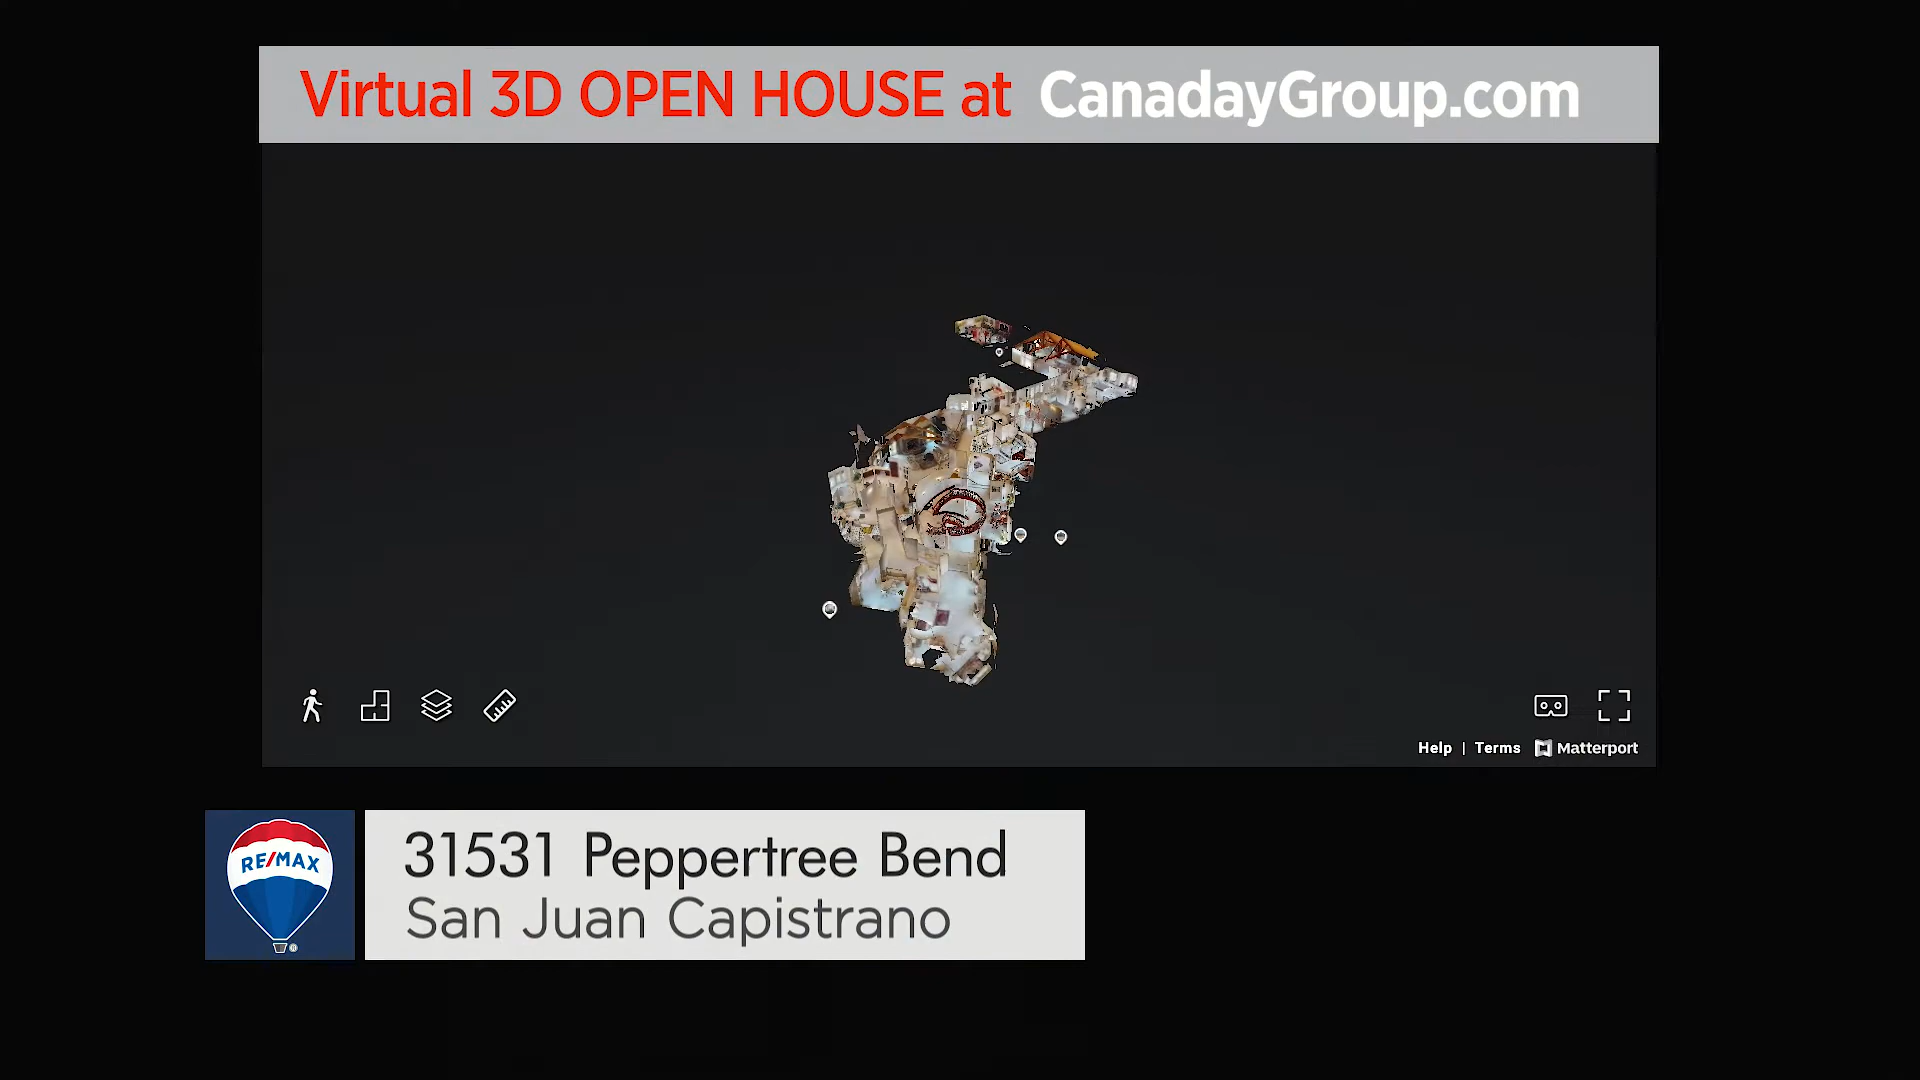 Virtual 3D OPEN HOUSE at CanadayGroup.com
Help | Terms Matterport
RE/MAX
®
31531 Peppertree Bend
San Juan Capistrano